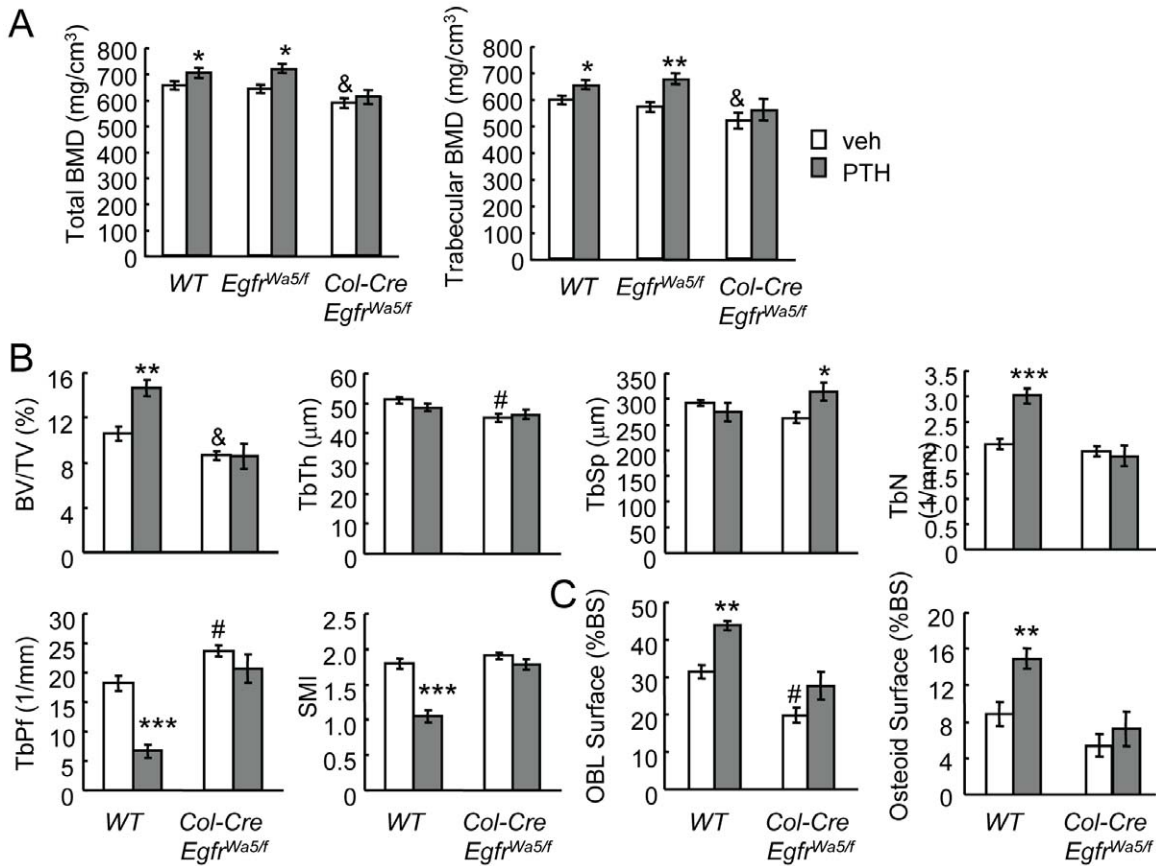 A
Total BMD (mg/cm³)
800
700
600
500
400
300
200
100
0
*
*
&
WT
Egfr^Wa5/f
Col-Cre
Egfr^Wa5/f
Trabecular BMD (mg/cm³)
800
700
600
500
400
300
200
100
0
*
**
&
WT
Egfr^Wa5/f
Col-Cre
Egfr^Wa5/f
veh
PTH
B
BV/TV (%)
16
12
8
4
0
**
&
TbTh (μm)
60
50
40
30
20
10
0
#
TbSp (μm)
350
300
250
200
150
100
50
0
*
TbN
(1/mm)
3.5
3.0
2.5
2.0
1.5
1.0
0.5
0
***
TbPf (1/mm)
30
25
20
15
10
5
0
***
#
WT
Col-Cre
Egfr^Wa5/f
SMI
2.5
2.0
1.5
1.0
0.5
0.0
***
WT
Col-Cre
Egfr^Wa5/f
C
OBL Surface (%BS)
50
40
30
20
10
0
**
#
WT
Col-Cre
Egfr^Wa5/f
Osteoid Surface (%BS)
20
16
12
8
4
0
**
WT
Col-Cre
Egfr^Wa5/f